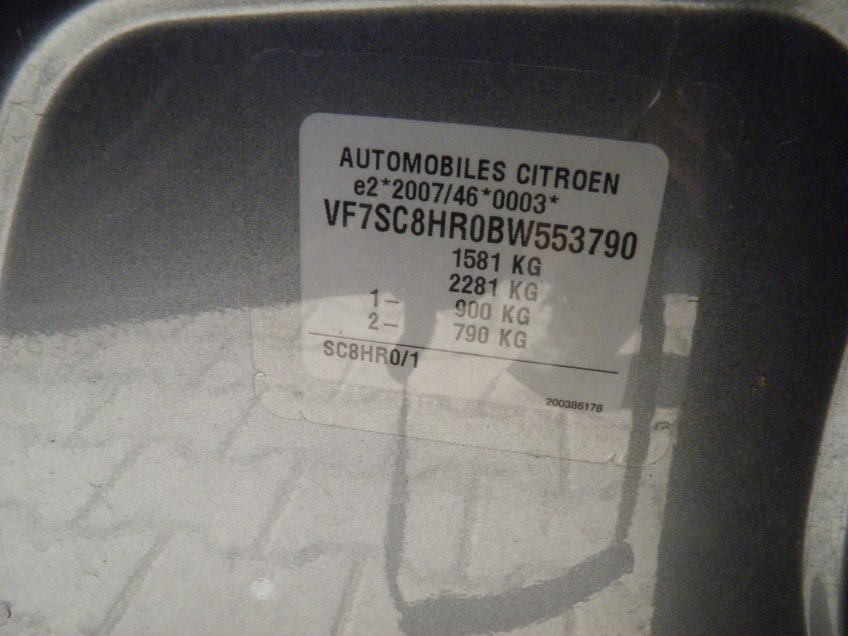 AUTOMOBILES CITROEN
e2*2007/46*0003*
VF7SC8HR0BW553790
1581 KG
2281 KG
1– 900 KG
2– 790 KG
SC8HR0/1
200386178